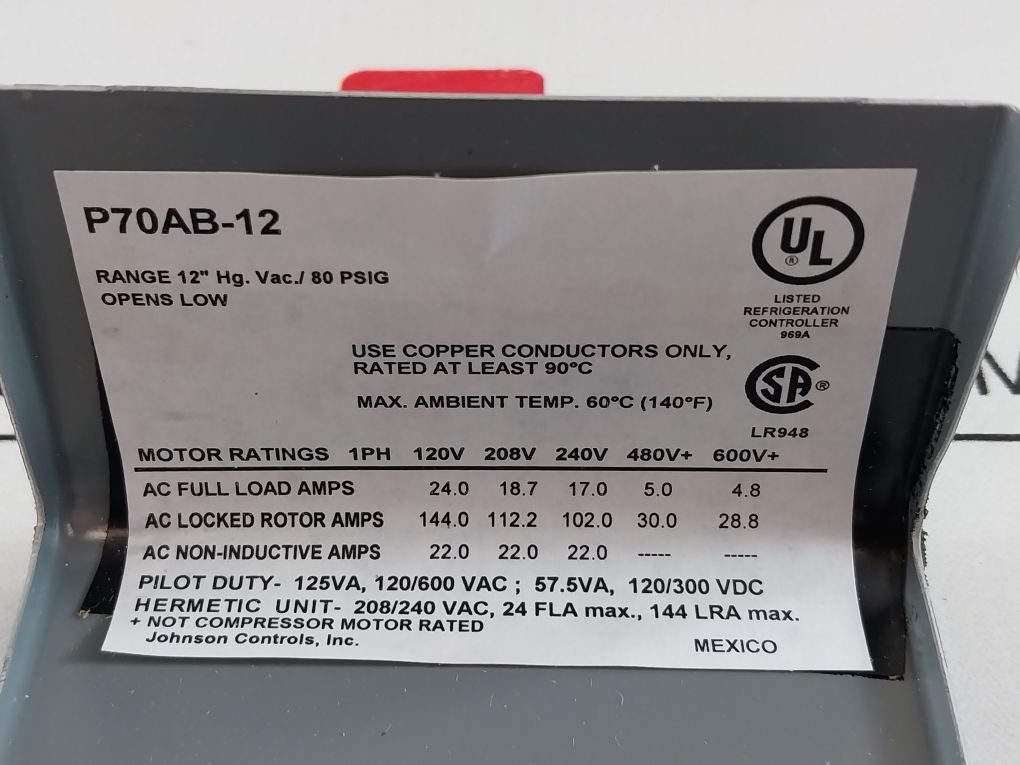 P70AB-12
RANGE 12" Hg. Vac./ 80 PSIG
OPENS LOW
UL
®
LISTED
REFRIGERATION
CONTROLLER
969A
USE COPPER CONDUCTORS ONLY,
RATED AT LEAST 90°C
MAX. AMBIENT TEMP. 60°C (140°F)
SA ®
LR948
MOTOR RATINGS 1PH 120V 208V 240V 480V+ 600V+
AC FULL LOAD AMPS 24.0 18.7 17.0 5.0 4.8
AC LOCKED ROTOR AMPS 144.0 112.2 102.0 30.0 28.8
AC NON-INDUCTIVE AMPS 22.0 22.0 22.0 ----- -----
PILOT DUTY- 125VA, 120/600 VAC ; 57.5VA, 120/300 VDC
HERMETIC UNIT- 208/240 VAC, 24 FLA max., 144 LRA max.
+ NOT COMPRESSOR MOTOR RATED
Johnson Controls, Inc.
MEXICO